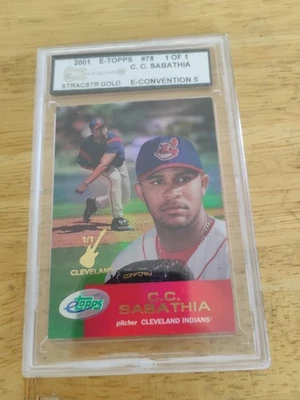 2001 E-TOPPS #78 1 OF 1
C. C. SABATHIA
STRACSTR GOLD E-CONVENTION 5
1/1
CLEVELAND
CONFORM
etopps
C.C.
SABATHIA
pitcher CLEVELAND INDIANS